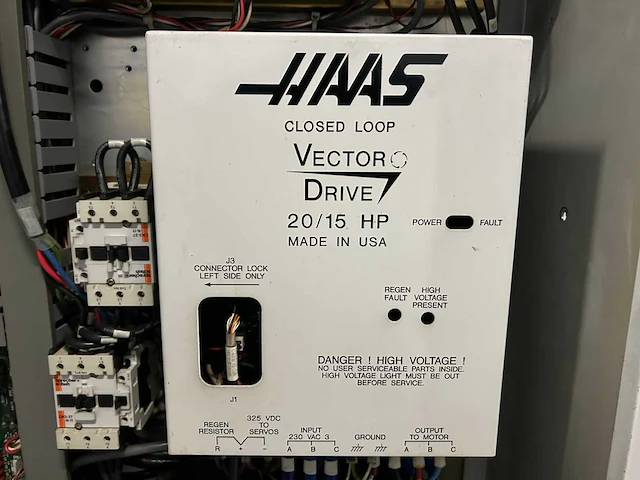 HAAS
CLOSED LOOP
VECTOR
DRIVE
20/15 HP
MADE IN USA
POWER FAULT
J3
CONNECTOR LOCK
LEFT SIDE ONLY
REGEN FAULT
HIGH VOLTAGE PRESENT
DANGER ! HIGH VOLTAGE !
NO USER SERVICEABLE PARTS INSIDE.
HIGH VOLTAGE LIGHT MUST BE OUT
BEFORE SERVICE.
J1
REGEN RESISTOR
325 VDC TO SERVOS
INPUT 230 VAC 3
GROUND
OUTPUT TO MOTOR
R + − A B C A B C